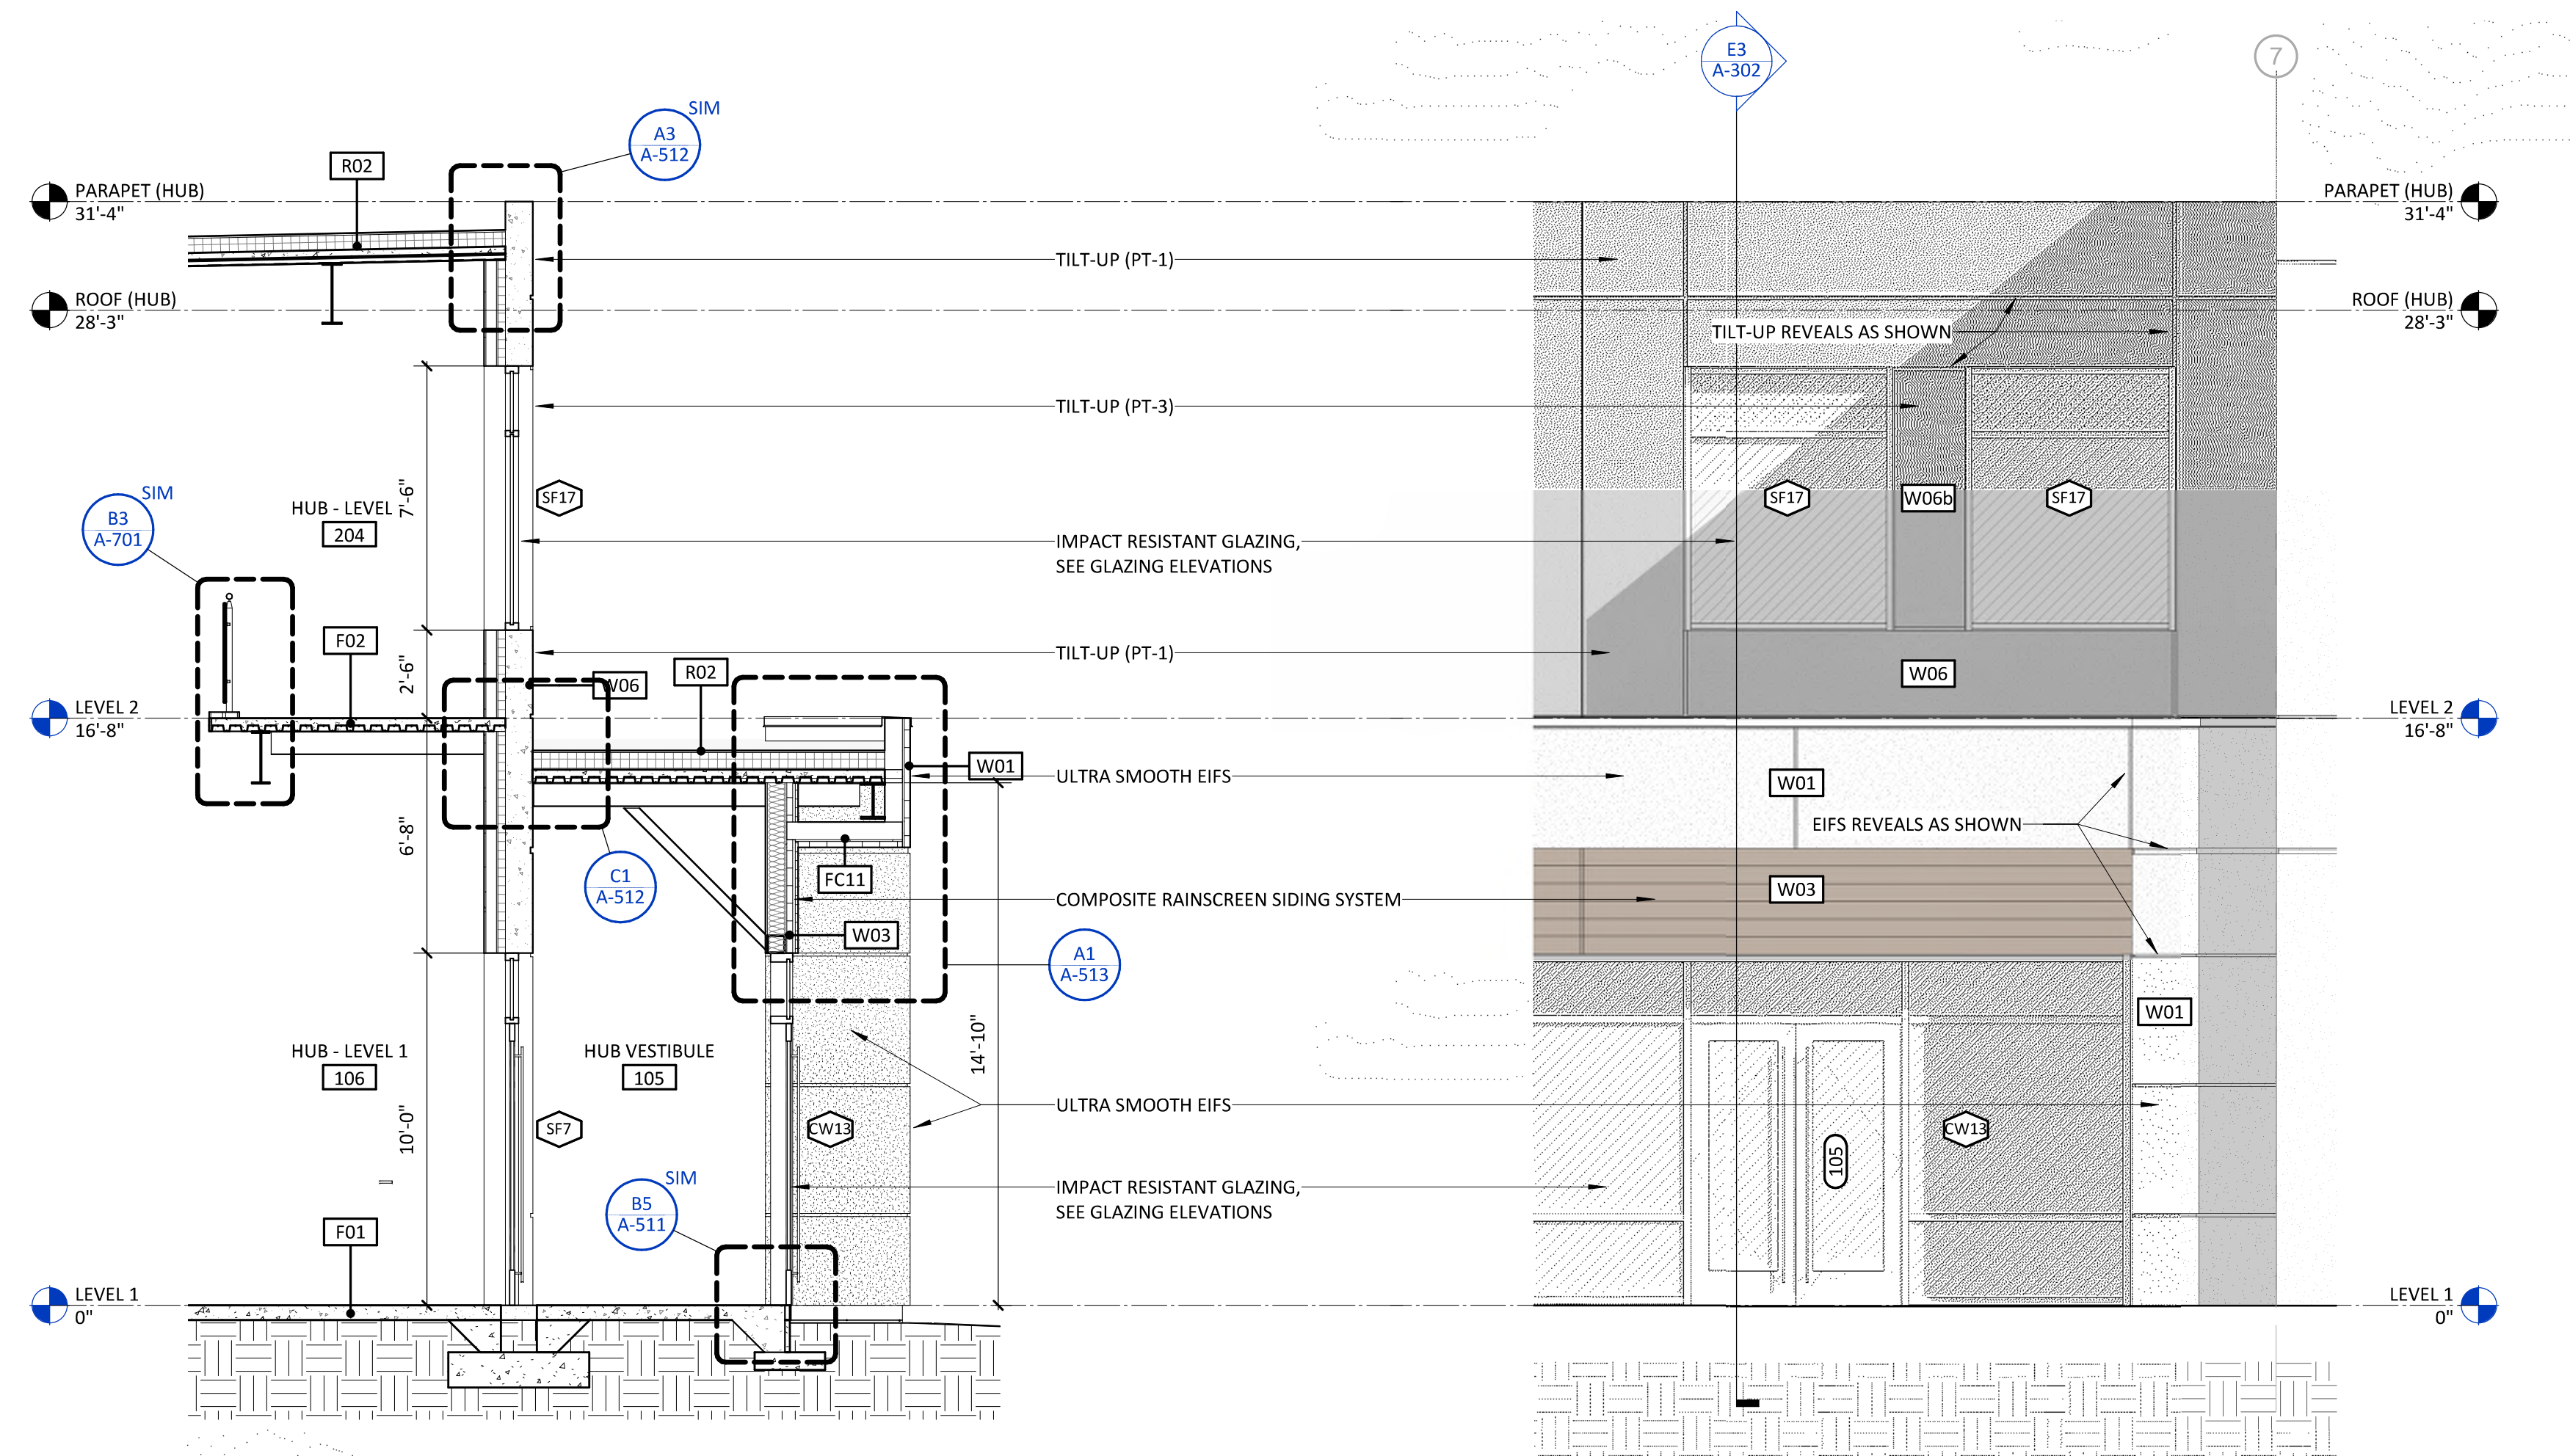 E3
A-302
7
SIM
A3
A-512
R02
PARAPET (HUB)
31'-4"
PARAPET (HUB)
31'-4"
TILT-UP (PT-1)
ROOF (HUB)
28'-3"
ROOF (HUB)
28'-3"
TILT-UP REVEALS AS SHOWN
TILT-UP (PT-3)
7'-6"
SIM
B3
A-701
HUB - LEVEL
204
SF17
SF17
W06b
SF17
IMPACT RESISTANT GLAZING,
SEE GLAZING ELEVATIONS
F02
2'-6"
TILT-UP (PT-1)
W06
R02
W06
LEVEL 2
16'-8"
LEVEL 2
16'-8"
W01
ULTRA SMOOTH EIFS
W01
EIFS REVEALS AS SHOWN
6'-8"
C1
A-512
FC11
COMPOSITE RAINSCREEN SIDING SYSTEM
W03
W03
A1
A-513
W01
14'-10"
HUB - LEVEL 1
106
HUB VESTIBULE
105
10'-0"
SF7
CW13
ULTRA SMOOTH EIFS
CW13
105
IMPACT RESISTANT GLAZING,
SEE GLAZING ELEVATIONS
SIM
B5
A-511
F01
LEVEL 1
0"
LEVEL 1
0"